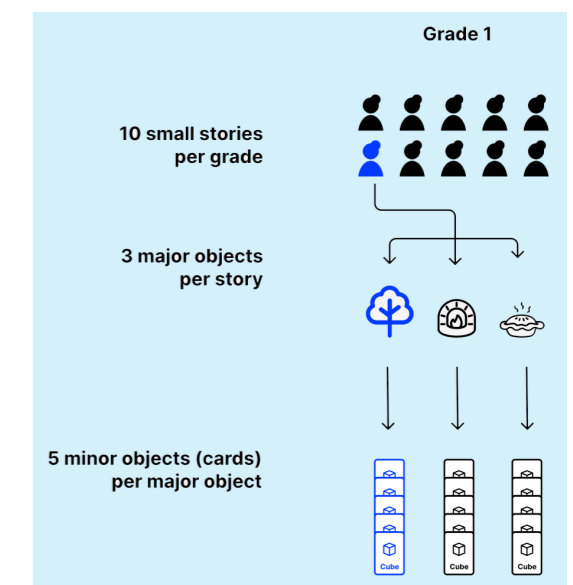 Grade 1
10 small stories
per grade
3 major objects
per story
5 minor objects (cards)
per major object
Cube
Cube
Cube